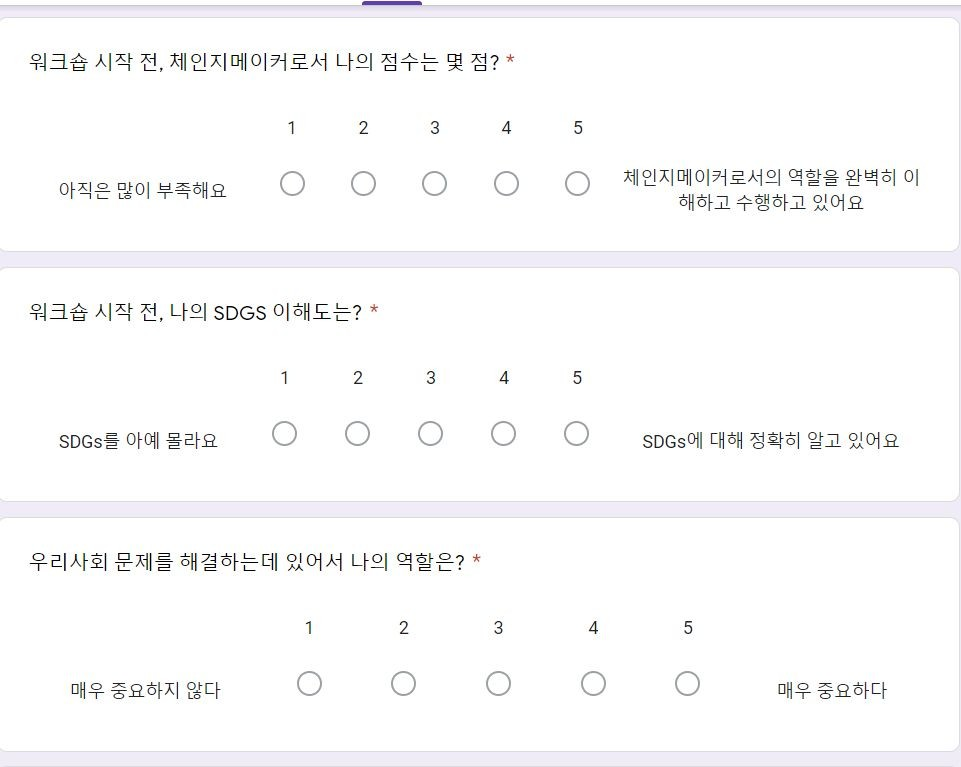 워크숍 시작 전, 체인지메이커로서 나의 점수는 몇 점? *
1 2 3 4 5
아직은 많이 부족해요
체인지메이커로서의 역할을 완벽히 이
해하고 수행하고 있어요
워크숍 시작 전, 나의 SDGS 이해도는? *
1 2 3 4 5
SDGs를 아예 몰라요
SDGs에 대해 정확히 알고 있어요
우리사회 문제를 해결하는데 있어서 나의 역할은? *
1 2 3 4 5
매우 중요하지 않다
매우 중요하다